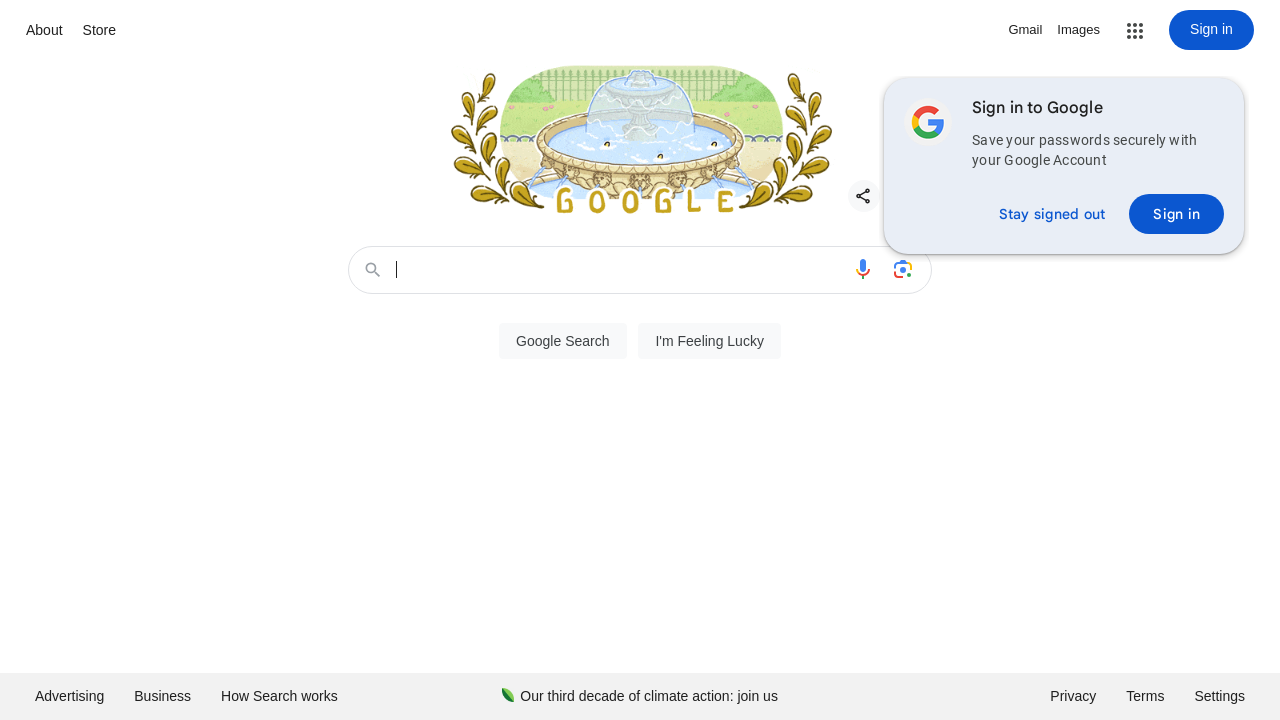 About
Store
Gmail
Images
Sign in
GOOGLE
Sign in to Google
Save your passwords securely with
your Google Account
Stay signed out
Sign in
Google Search
I'm Feeling Lucky
Advertising
Business
How Search works
Our third decade of climate action: join us
Privacy
Terms
Settings